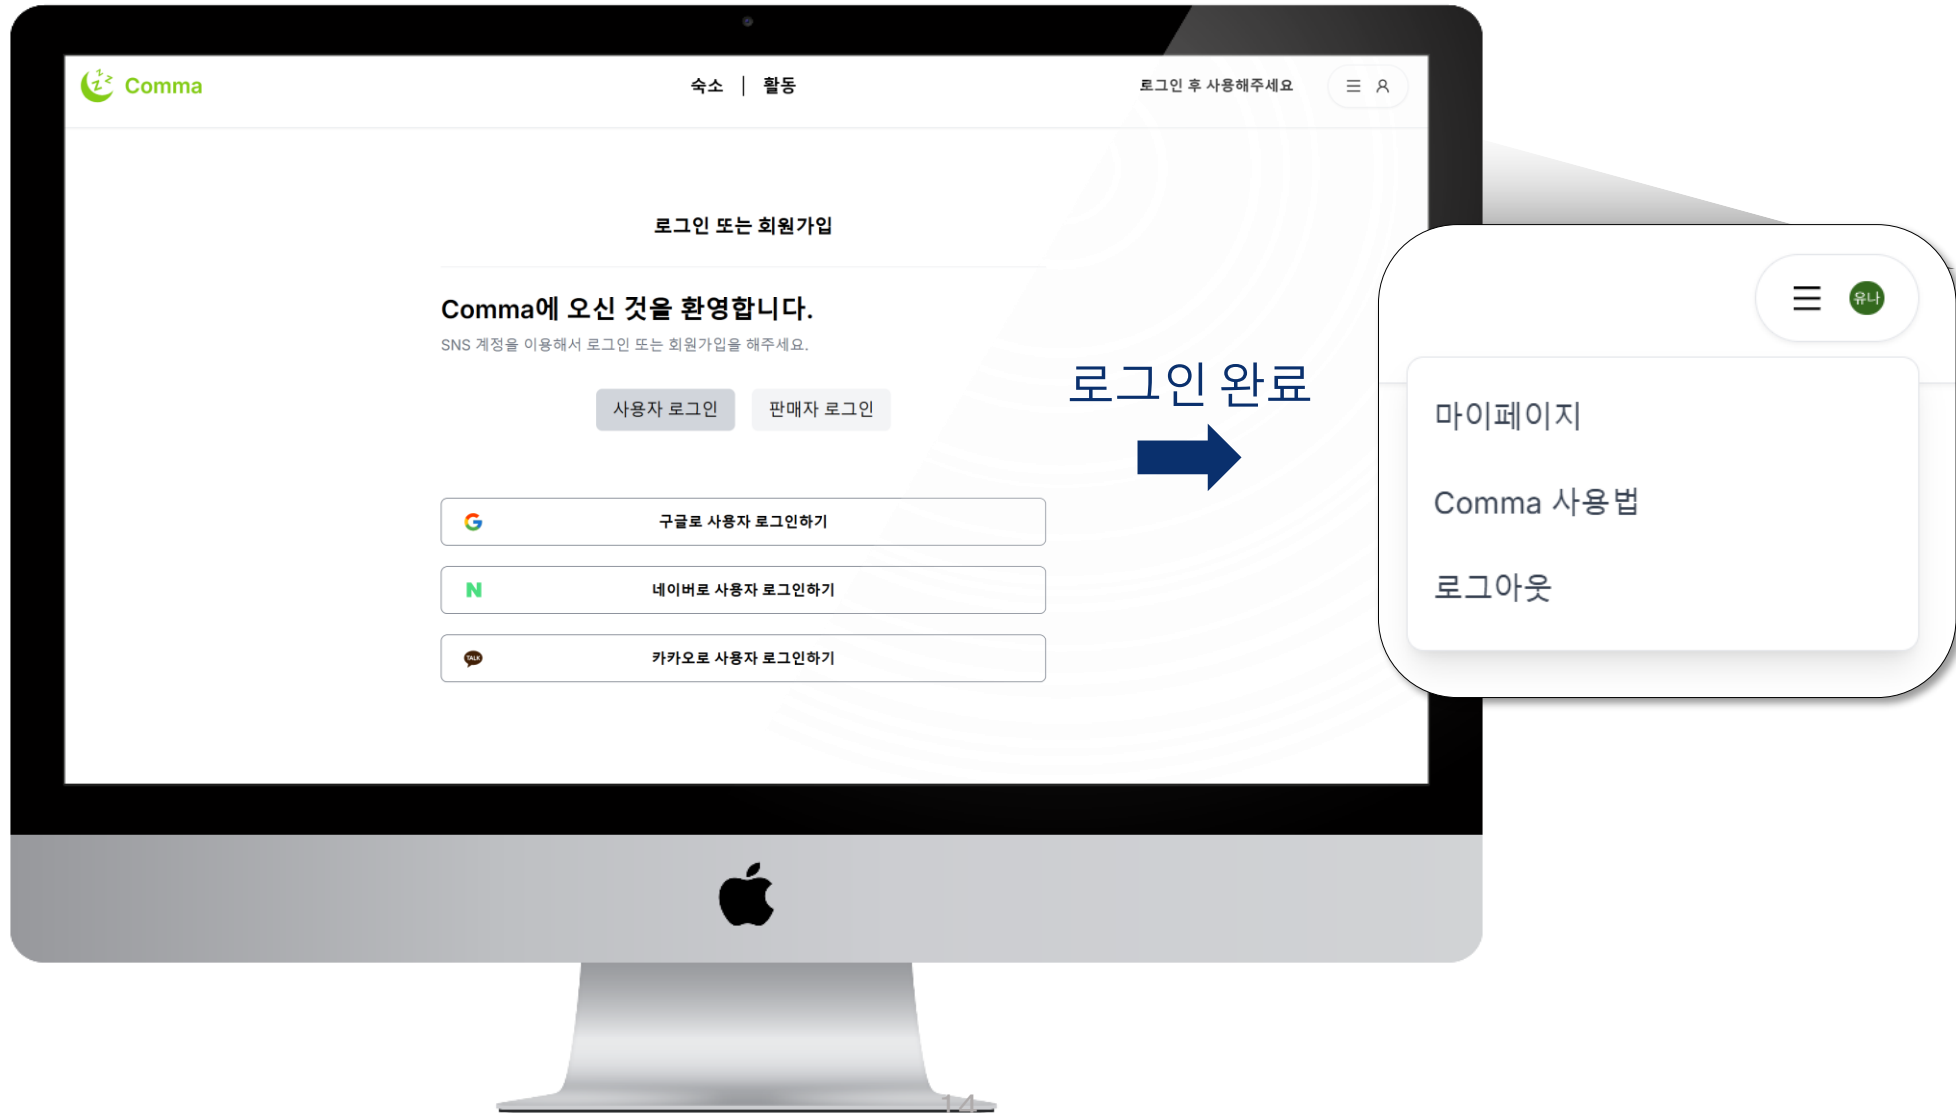 Comma
숙소 | 활동
로그인 후 사용해주세요
로그인 또는 회원가입
Comma에 오신 것을 환영합니다.
SNS 계정을 이용해서 로그인 또는 회원가입을 해주세요.
사용자 로그인
판매자 로그인
G
구글로 사용자 로그인하기
N
네이버로 사용자 로그인하기
TALK
카카오로 사용자 로그인하기
로그인 완료
유나
마이페이지
Comma 사용법
로그아웃
14